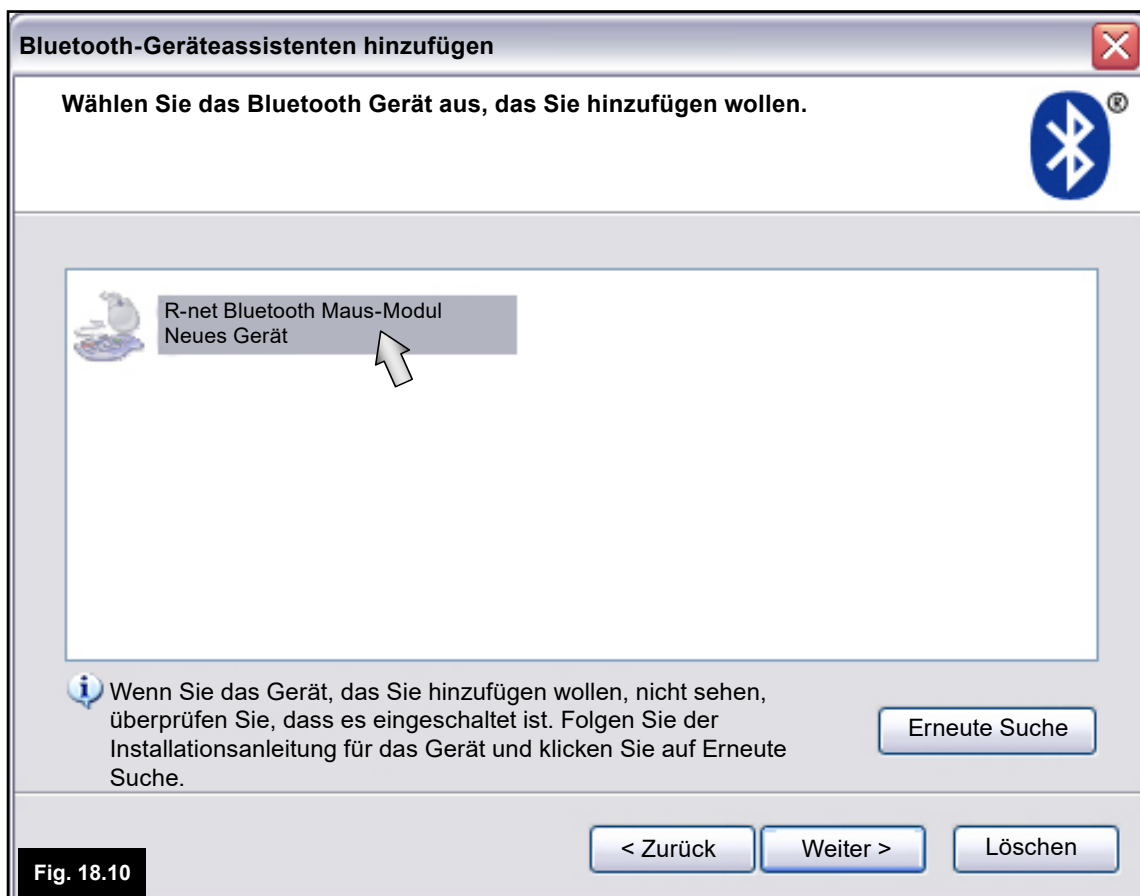 Bluetooth-Geräteassistenten hinzufügen
Wählen Sie das Bluetooth Gerät aus, das Sie hinzufügen wollen.
®
R-net Bluetooth Maus-Modul
Neues Gerät
Wenn Sie das Gerät, das Sie hinzufügen wollen, nicht sehen,
überprüfen Sie, dass es eingeschaltet ist. Folgen Sie der
Installationsanleitung für das Gerät und klicken Sie auf Erneute
Suche.
Erneute Suche
< Zurück
Weiter >
Löschen
Fig. 18.10